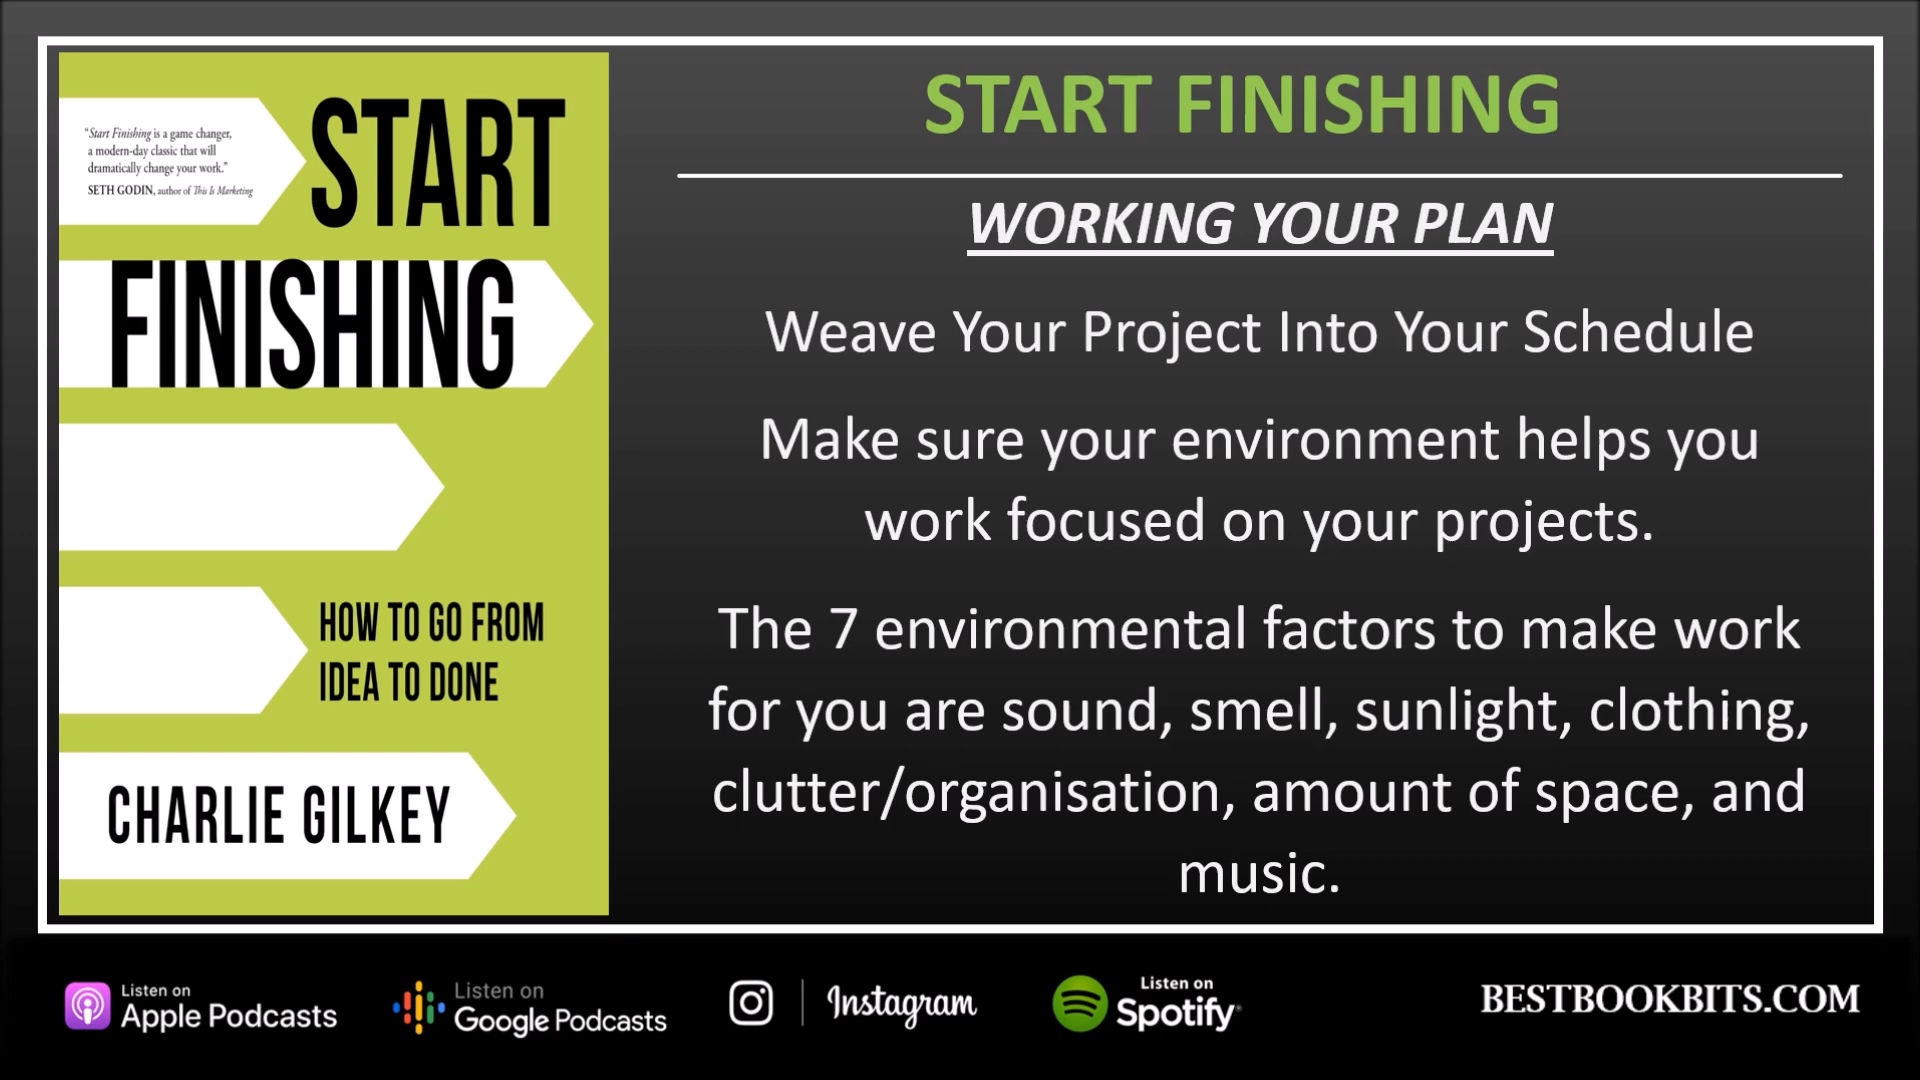 "Start Finishing is a game changer,
a modern-day classic that will
dramatically change your work."
SETH GODIN, author of This Is Marketing
START
FINISHING
HOW TO GO FROM
IDEA TO DONE
CHARLIE GILKEY
START FINISHING
WORKING YOUR PLAN
Weave Your Project Into Your Schedule
Make sure your environment helps you
work focused on your projects.
The 7 environmental factors to make work
for you are sound, smell, sunlight, clothing,
clutter/organisation, amount of space, and
music.
Listen on
Apple Podcasts
Listen on
Google Podcasts
Instagram
Listen on
Spotify
BESTBOOKBITS.COM